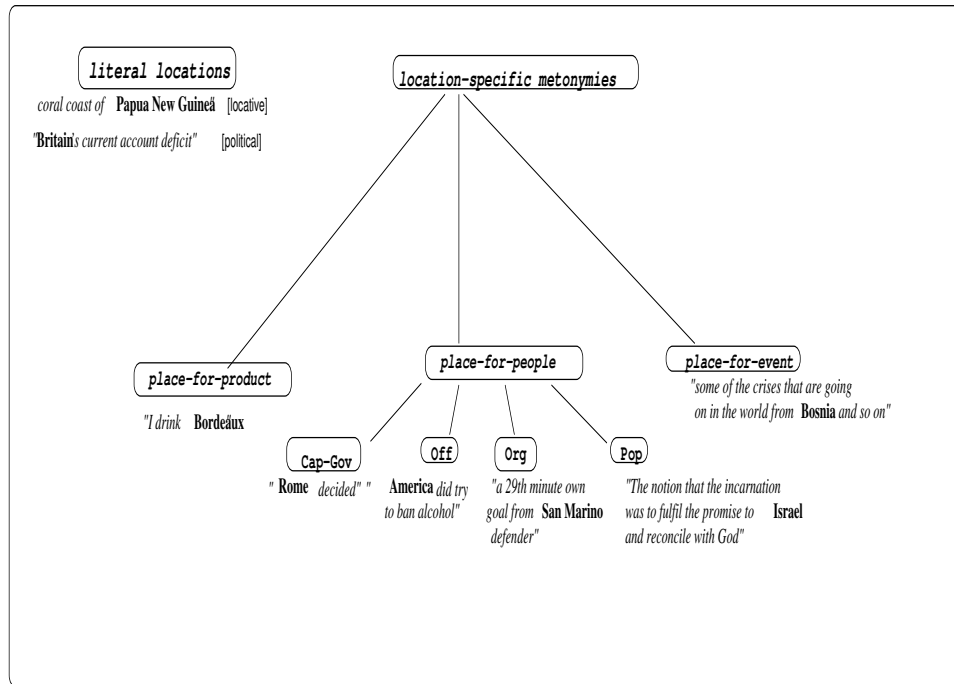 literal locations
coral coast of Papua New Guinea" [locative]
"Britain's current account deficit" [political]
location-specific metonymies
place-for-product
"I drink Bordeaux"
place-for-people
place-for-event
"some of the crises that are going
on in the world from Bosnia and so on"
Cap-Gov
" Rome decided"
Off
" America did try
to ban alcohol"
Org
"a 29th minute own
goal from San Marino
defender"
Pop
"The notion that the incarnation
was to fulfil the promise to Israel
and reconcile with God"